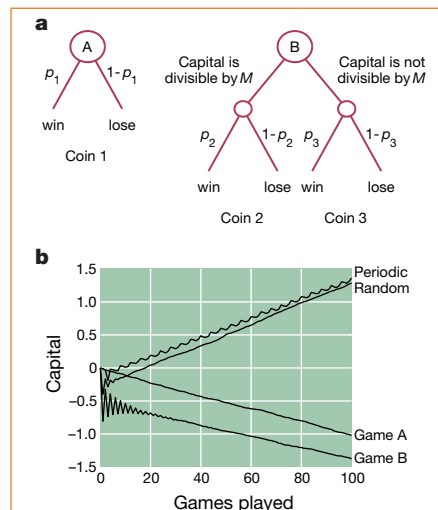 a
A
p1 1-p1
win lose
Coin 1
B
Capital is divisible by M
Capital is not divisible by M
p2 1-p2 p3 1-p3
win lose win lose
Coin 2 Coin 3
b
Capital
1.5
1.0
0.5
0
−0.5
−1.0
−1.5
0 20 40 60 80 100
Games played
Periodic
Random
Game A
Game B